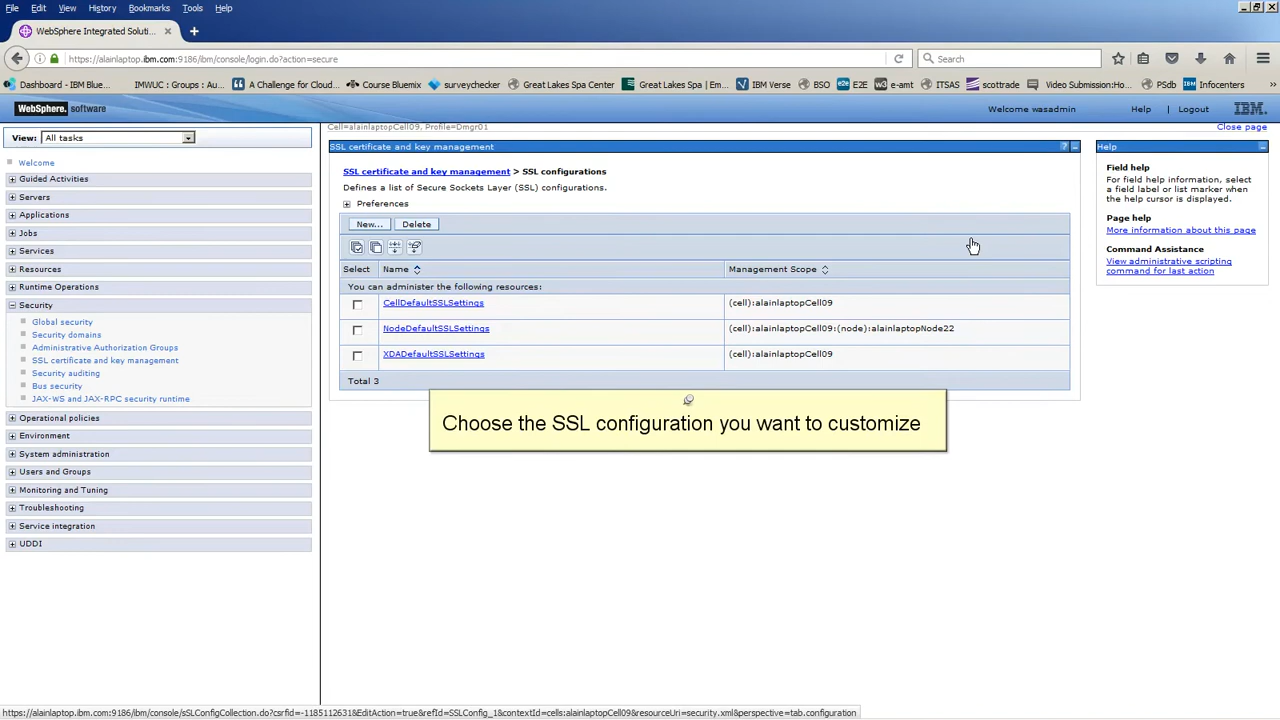 File Edit View History Bookmarks Tools Help
WebSphere Integrated Soluti...
https://alainlaptop.ibm.com:9186/ibm/console/login.do?action=secure
Search
Dashboard - IBM Blue... IMWUC : Groups : Au... A Challenge for Cloud... Course Bluemix surveychecker Great Lakes Spa Center Great Lakes Spa | Em... IBM Verse BSO E2E w3 e-amt ITSAS scottrade Video Submission:Ho... PSdb Infocenters
WebSphere. software
Welcome wasadmin Help Logout IBM
View: All tasks
Cell=alainlaptopCell09, Profile=Dmgr01
Close page
Welcome
Guided Activities
Servers
Applications
Jobs
Services
Resources
Runtime Operations
Security
Global security
Security domains
Administrative Authorization Groups
SSL certificate and key management
Security auditing
Bus security
JAX-WS and JAX-RPC security runtime
Operational policies
Environment
System administration
Users and Groups
Monitoring and Tuning
Troubleshooting
Service integration
UDDI
SSL certificate and key management
SSL certificate and key management > SSL configurations
Defines a list of Secure Sockets Layer (SSL) configurations.
Preferences
New... Delete
Select Name Management Scope
You can administer the following resources:
CellDefaultSSLSettings (cell):alainlaptopCell09
NodeDefaultSSLSettings (cell):alainlaptopCell09:(node):alainlaptopNode22
XDADefaultSSLSettings (cell):alainlaptopCell09
Total 3
Choose the SSL configuration you want to customize
Help
Field help
For field help information, select
a field label or list marker when
the help cursor is displayed.
Page help
More information about this page
Command Assistance
View administrative scripting
command for last action
https://alainlaptop.ibm.com:9186/ibm/console/sSLConfigCollection.do?csrfid=-1185112631&EditAction=true&refId=SSLConfig_1&contextId=cells:alainlaptopCell09&resourceUri=security.xml&perspective=tab.configuration